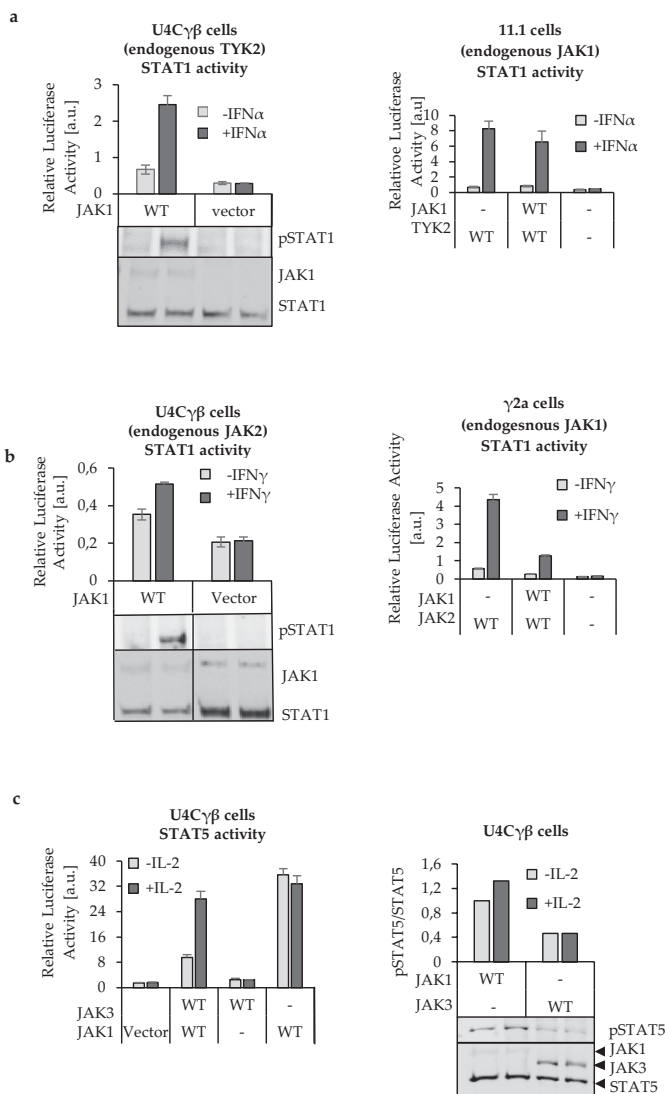 a
U4Cγβ cells
(endogenous TYK2)
STAT1 activity
Relative Luciferase
Activity [a.u.]
3
2
1
0
-IFNα
+IFNα
JAK1
WT
vector
pSTAT1
JAK1
STAT1
11.1 cells
(endogenous JAK1)
STAT1 activity
Relativoe Luciferase
Activity [a.u]
10
8
6
4
2
0
-IFNα
+IFNα
JAK1
- WT -
TYK2
WT WT -
b
U4Cγβ cells
(endogenous JAK2)
STAT1 activity
Relative Luciferase
Activity [a.u.]
0,6
0,4
0,2
0
-IFNγ
+IFNγ
JAK1
WT
Vector
pSTAT1
JAK1
STAT1
γ2a cells
(endogesnous JAK1)
STAT1 activity
Relative Luciferase Activity
[a.u.]
5
4
3
2
1
0
-IFNγ
+IFNγ
JAK1
- WT -
JAK2
WT WT -
c
U4Cγβ cells
STAT5 activity
Relative Luciferase
Activity [a.u.]
40
32
24
16
8
0
-IL-2
+IL-2
JAK3
WT WT -
JAK1
Vector WT - WT
U4Cγβ cells
pSTAT5/STAT5
1,6
1,2
0,8
0,4
0,0
-IL-2
+IL-2
JAK1
WT -
JAK3
- WT
pSTAT5
JAK1
JAK3
STAT5